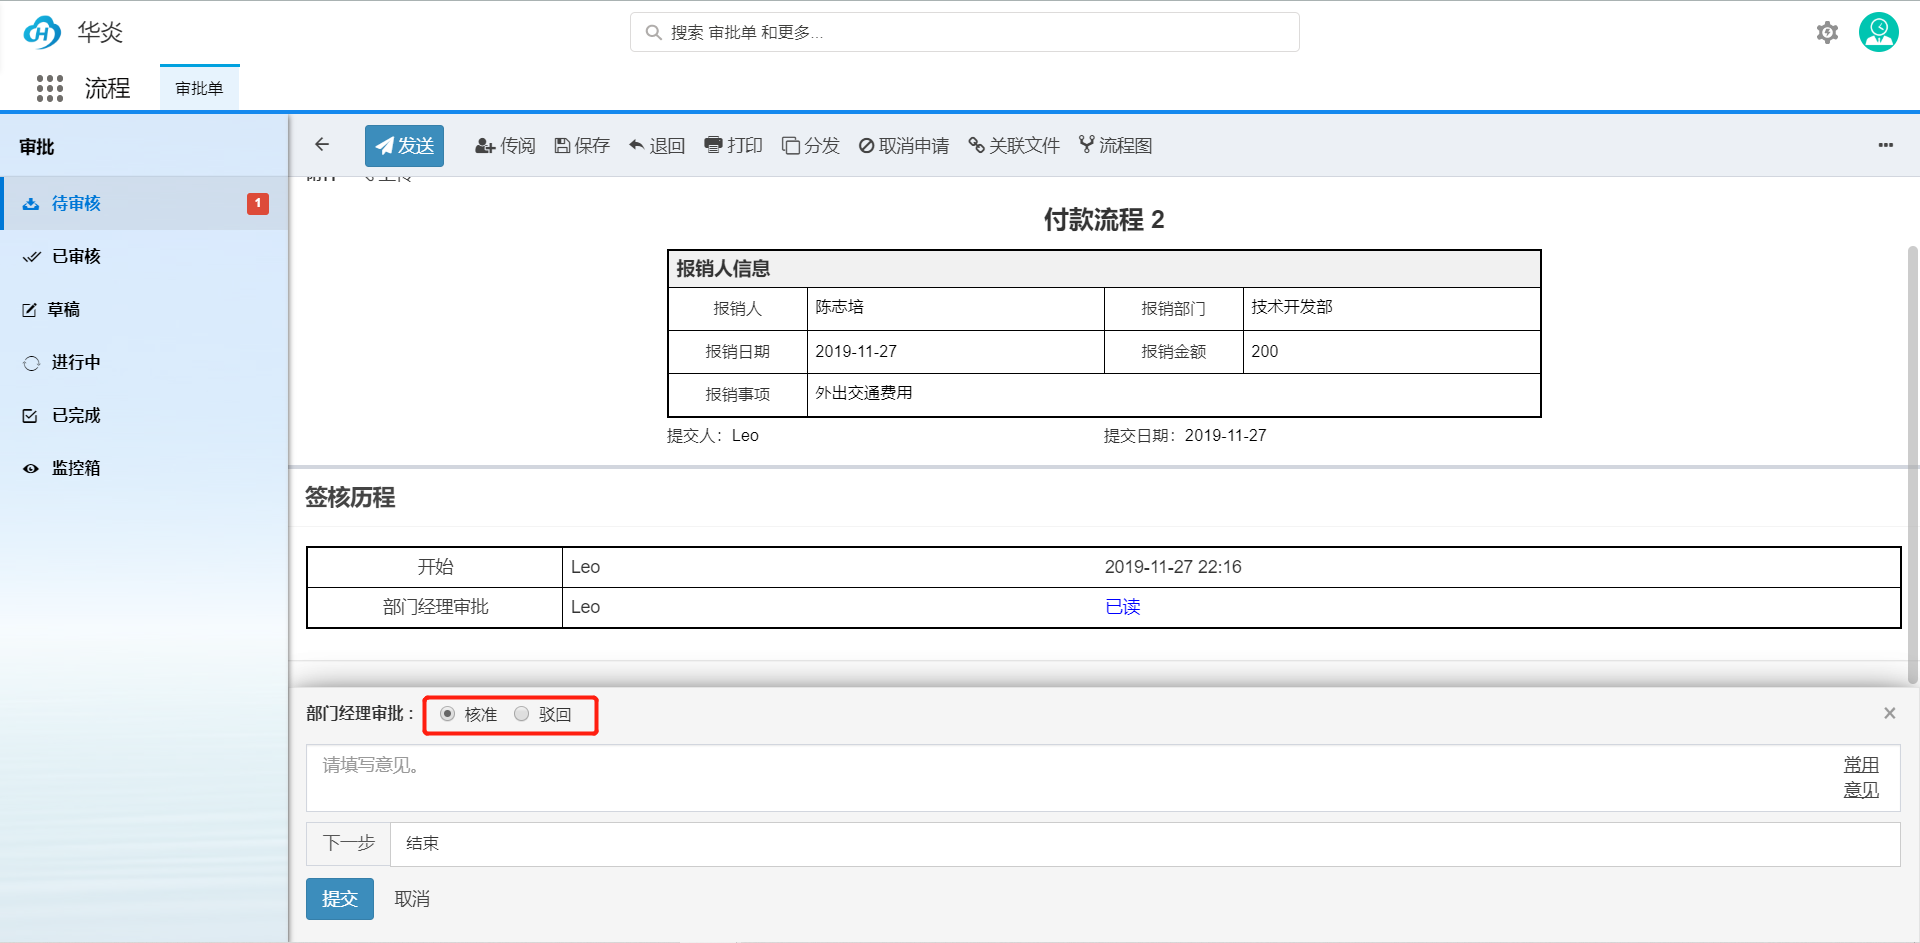 华炎
搜索 审批单 和更多...
流程
审批单
审批
待审核
1
已审核
草稿
进行中
已完成
监控箱
发送
传阅
保存
退回
打印
分发
取消申请
关联文件
流程图
付款流程 2
报销人信息
报销人 陈志培 报销部门 技术开发部
报销日期 2019-11-27 报销金额 200
报销事项 外出交通费用
提交人：Leo 提交日期：2019-11-27
签核历程
开始 Leo 2019-11-27 22:16
部门经理审批 Leo 已读
部门经理审批： 核准 驳回
请填写意见。
常用
意见
下一步 结束
提交 取消